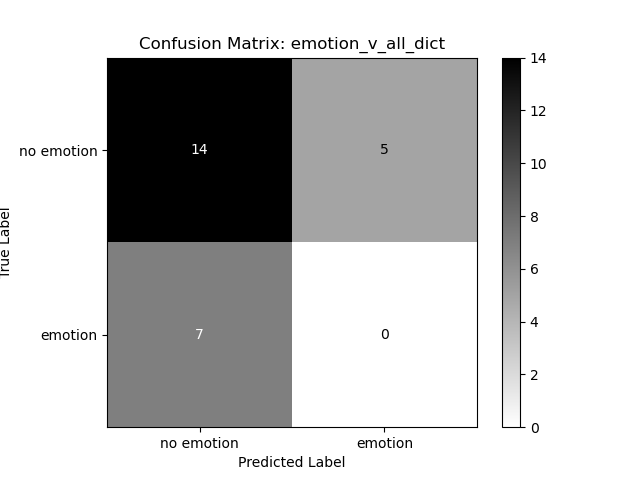 Confusion Matrix: emotion_v_all_dict
True Label
no emotion
14
5
emotion
7
0
no emotion
emotion
Predicted Label
14
12
10
8
6
4
2
0